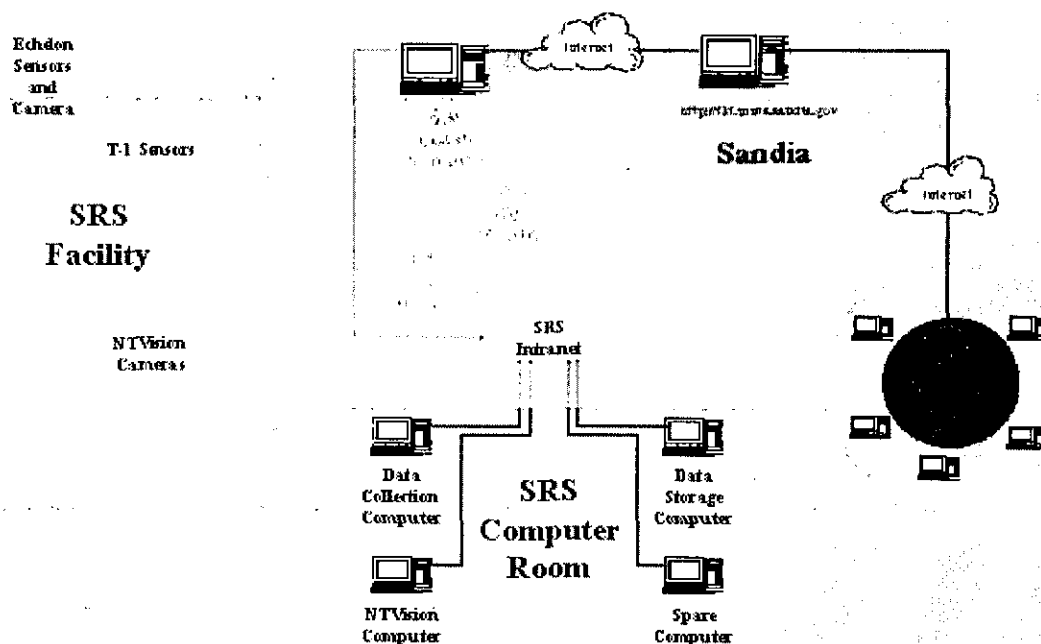 Echelon
Sensors
and
Camera
T-1 Sensors
SRS
Facility
NTVision
Cameras
Internet
Sandia
Internet
SRS
Intranet
Data
Collection
Computer
Data
Storage
Computer
SRS
Computer
Room
NTVision
Computer
Spare
Computer